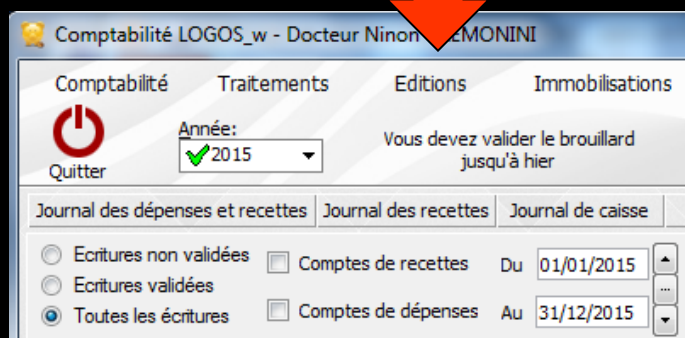 Comptabilité LOGOS_w - Docteur Ninon EMONINI
Comptabilité Traitements Editions Immobilisations
Quitter
Année:
2015
Vous devez valider le brouillard
jusqu'à hier
Journal des dépenses et recettes Journal des recettes Journal de caisse
Ecritures non validées
Ecritures validées
Toutes les écritures
Comptes de recettes
Comptes de dépenses
Du 01/01/2015
Au 31/12/2015
...